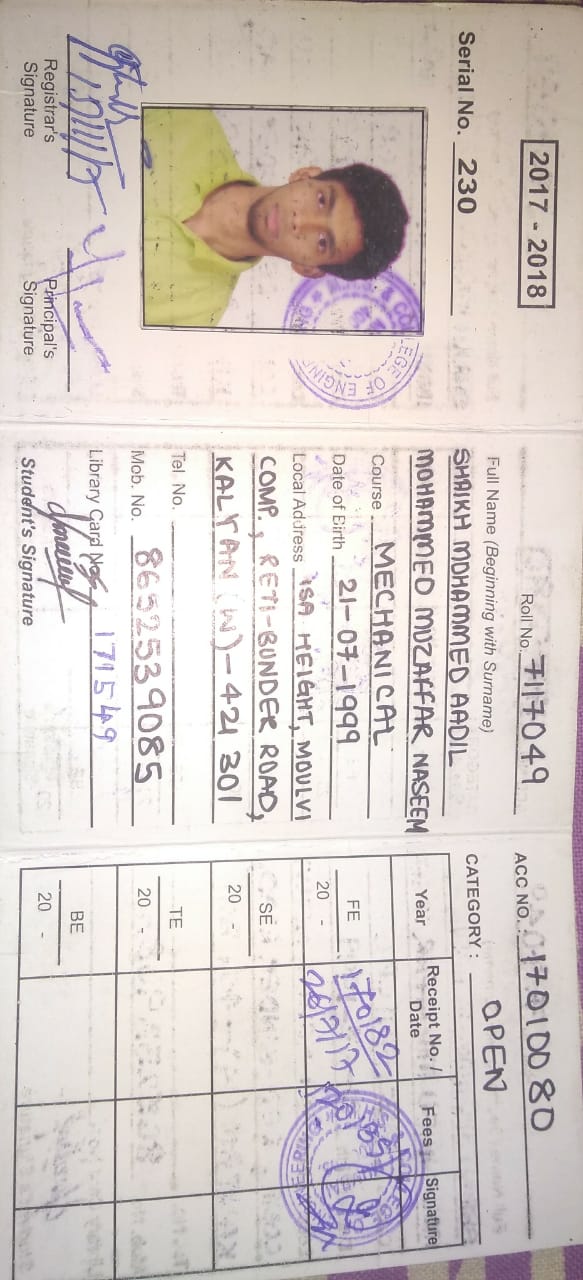 2017 - 2018
Serial No. 230
EGE OF ENGINE
Registrar's
Signature
Principal's
Signature
Roll No. 7117049
Full Name (Beginning with Surname)
SHAIKH MOHAMMED AADIL
MOHAMMED MUZAFFAR NASEEM
Course MECHANICAL
Date of Birth 21-07-1999
Local Address ISA HEIGHT, MOULVI
COMP., RETI-BUNDER ROAD,
KALYAN (W)-421 301
Tel No.
Mob. No. 8652539085
Library Card No. 171549
Student's Signature
ACC NO.: 17010080
CATEGORY : OPEN
Year Receipt No. / Date Fees Signature
FE
20 -
170182
26/9/17
SE
20 -
TE
20 -
BE
20 -